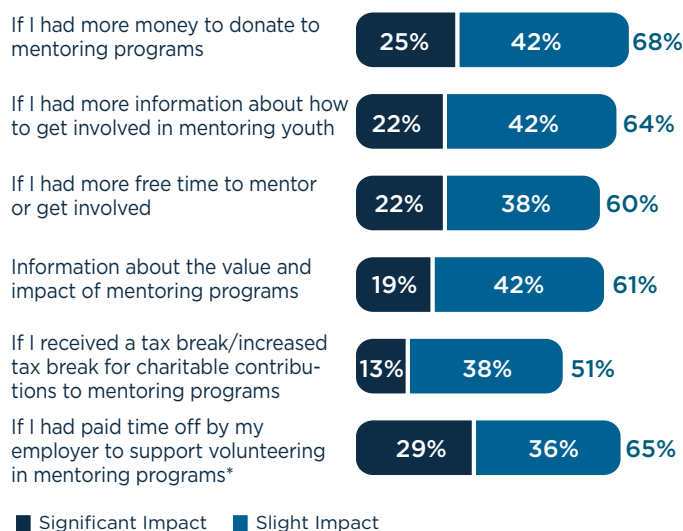 If I had more money to donate to
mentoring programs
25% 42% 68%
If I had more information about how
to get involved in mentoring youth
22% 42% 64%
If I had more free time to mentor
or get involved
22% 38% 60%
Information about the value and
impact of mentoring programs
19% 42% 61%
If I received a tax break/increased
tax break for charitable contribu-
tions to mentoring programs
13% 38% 51%
If I had paid time off by my
employer to support volunteering
in mentoring programs*
29% 36% 65%
Significant Impact Slight Impact